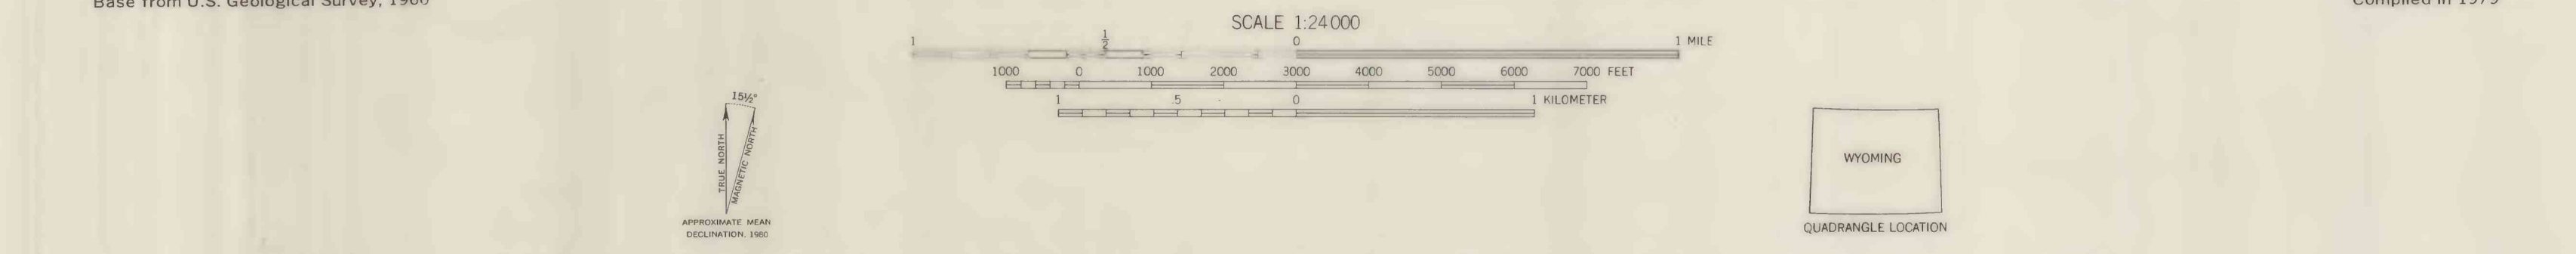 Base from U.S. Geological Survey, 1966
Compiled in 1979
SCALE 1:24 000
1 1/2 0 1 MILE
1000 0 1000 2000 3000 4000 5000 6000 7000 FEET
1 .5 0 1 KILOMETER
15½°
TRUE NORTH
MAGNETIC NORTH
APPROXIMATE MEAN
DECLINATION, 1980
WYOMING
QUADRANGLE LOCATION